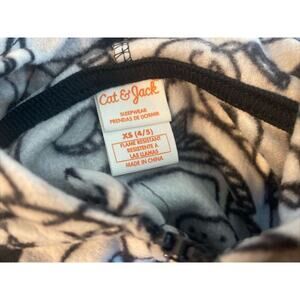 Cat & Jack
SLEEPWEAR
PRENDAS DE DORMIR
XS (4/5)
FLAME RESISTANT
RESISTENTE A
LAS LLAMAS
MADE IN CHINA